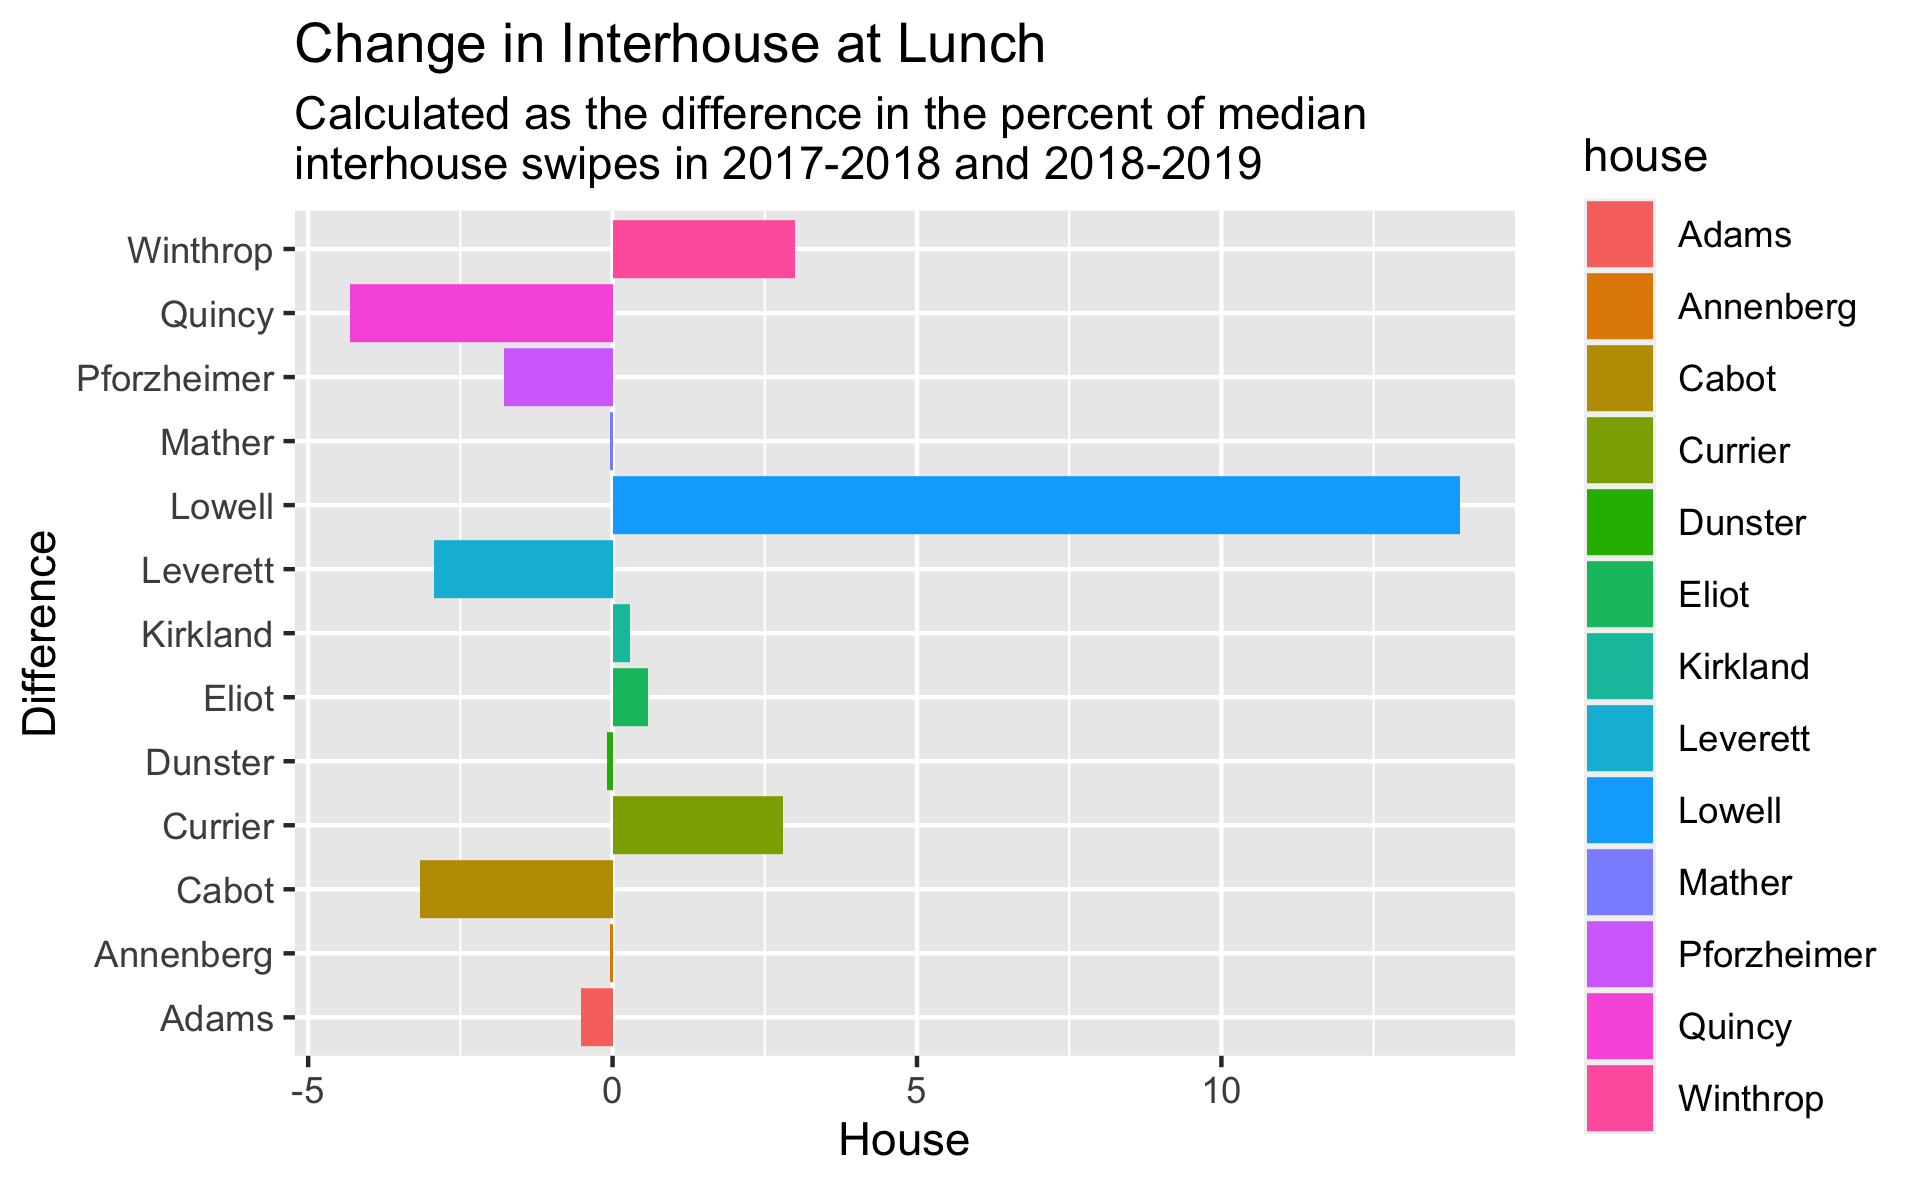 Change in Interhouse at Lunch
Calculated as the difference in the percent of median
interhouse swipes in 2017-2018 and 2018-2019
Difference
Winthrop
Quincy
Pforzheimer
Mather
Lowell
Leverett
Kirkland
Eliot
Dunster
Currier
Cabot
Annenberg
Adams
-5 0 5 10
House
house
Adams
Annenberg
Cabot
Currier
Dunster
Eliot
Kirkland
Leverett
Lowell
Mather
Pforzheimer
Quincy
Winthrop